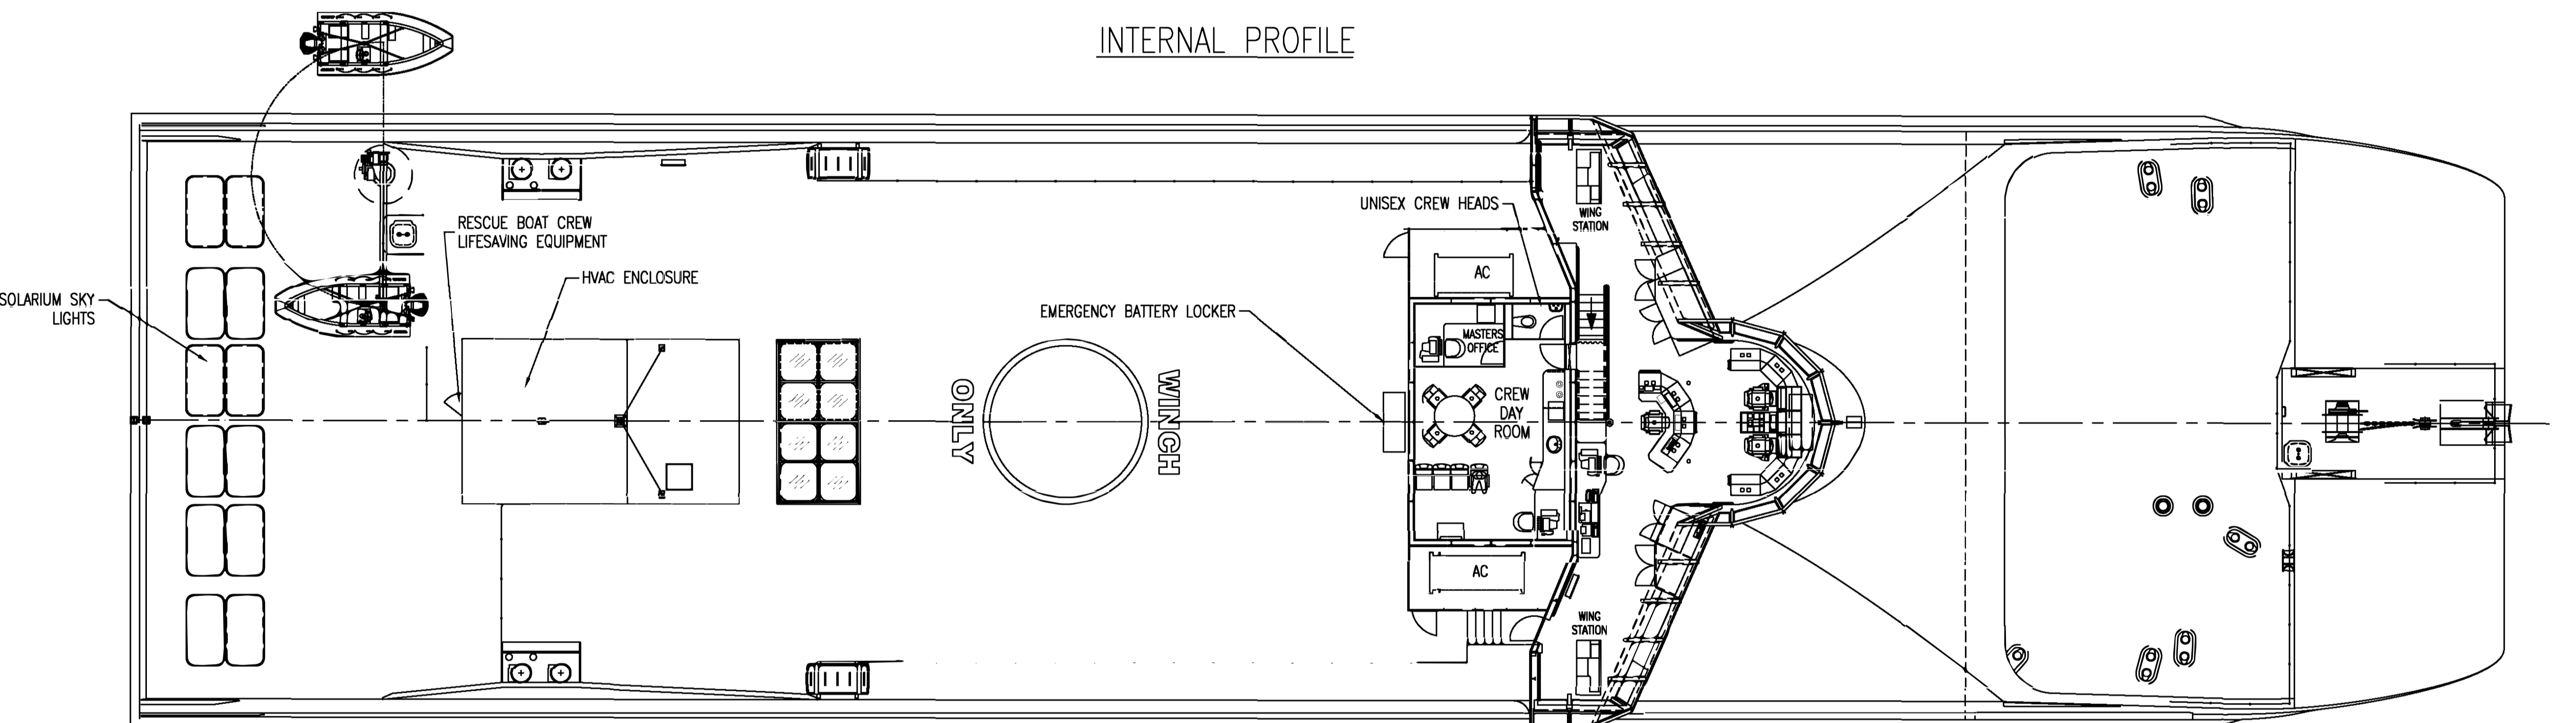 INTERNAL PROFILE
RESCUE BOAT CREW
LIFESAVING EQUIPMENT
HVAC ENCLOSURE
SOLARIUM SKY
LIGHTS
UNISEX CREW HEADS
WING
STATION
AC
EMERGENCY BATTERY LOCKER
MASTERS
OFFICE
WINCH
ONLY
CREW
DAY
ROOM
AC
WING
STATION